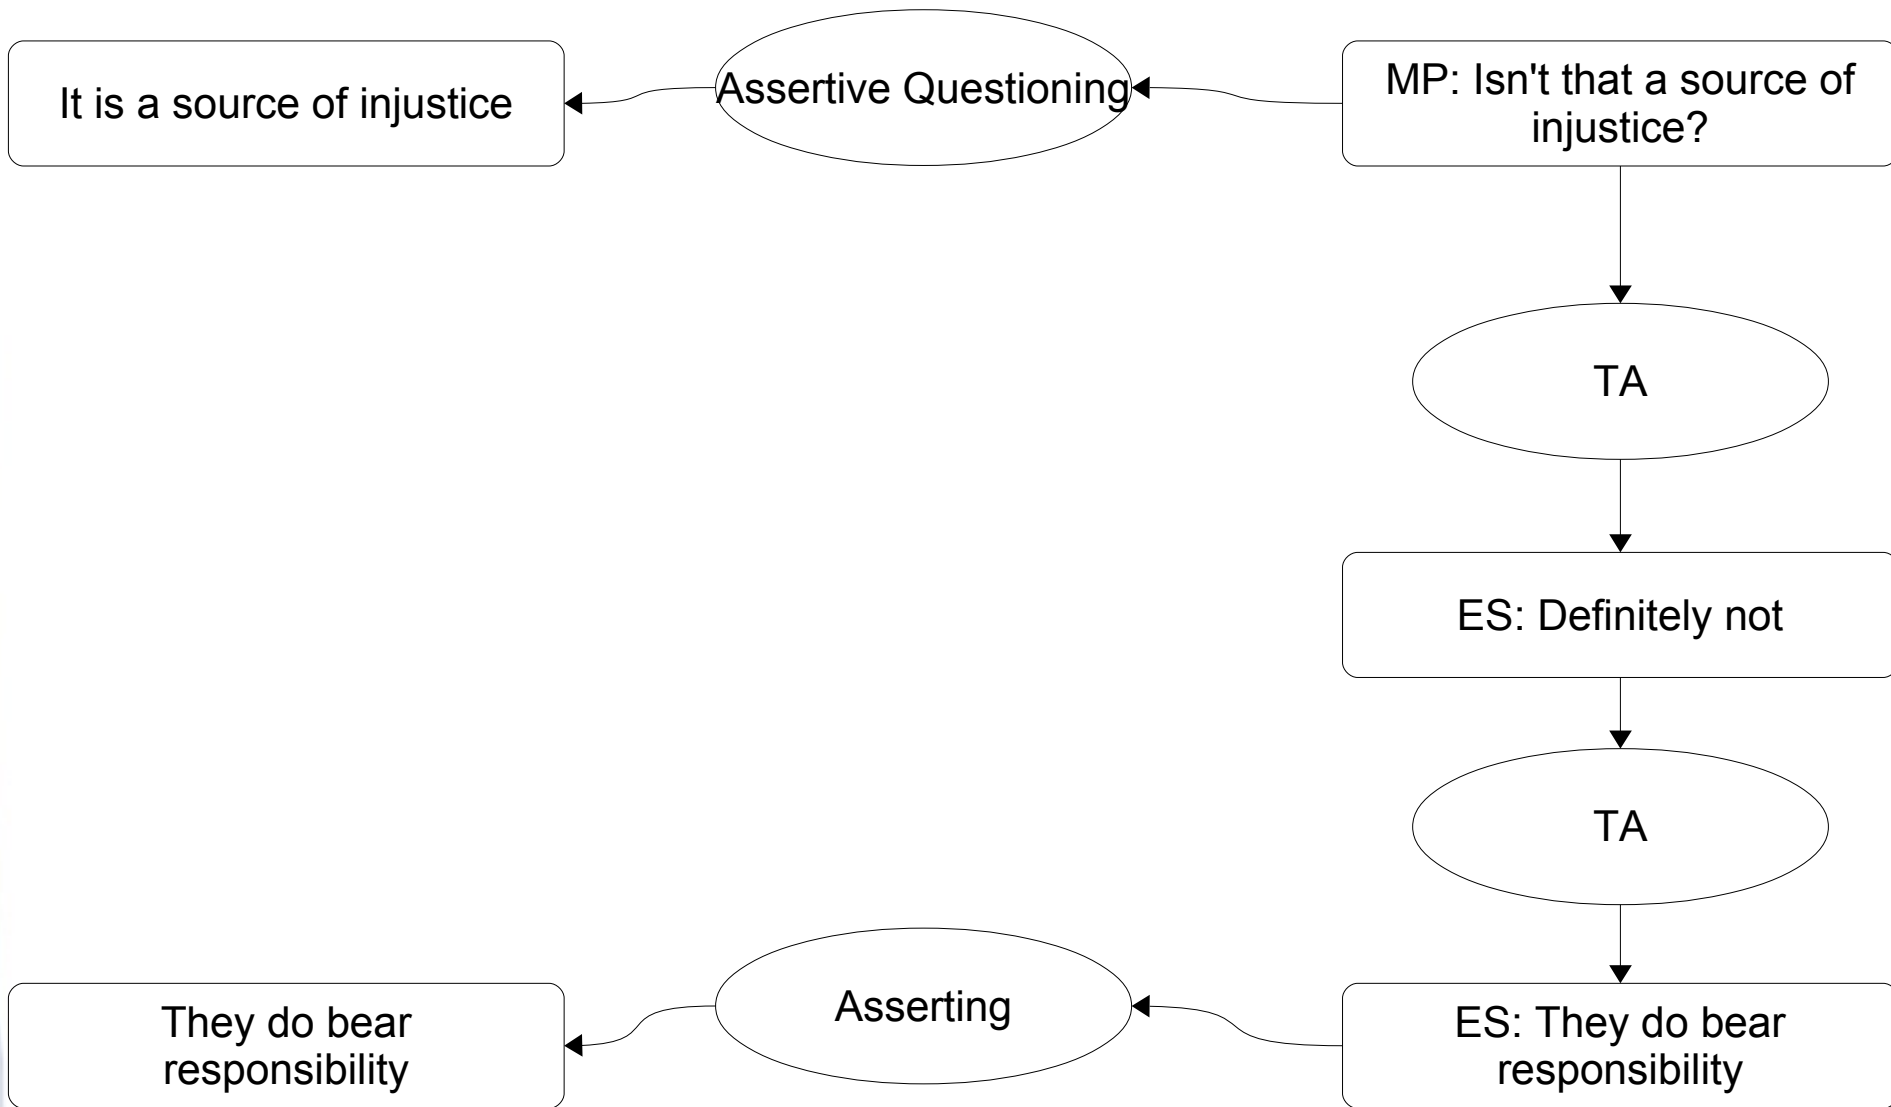 It is a source of injustice
Assertive Questioning
MP: Isn't that a source of
injustice?
TA
ES: Definitely not
TA
They do bear
responsibility
Asserting
ES: They do bear
responsibility